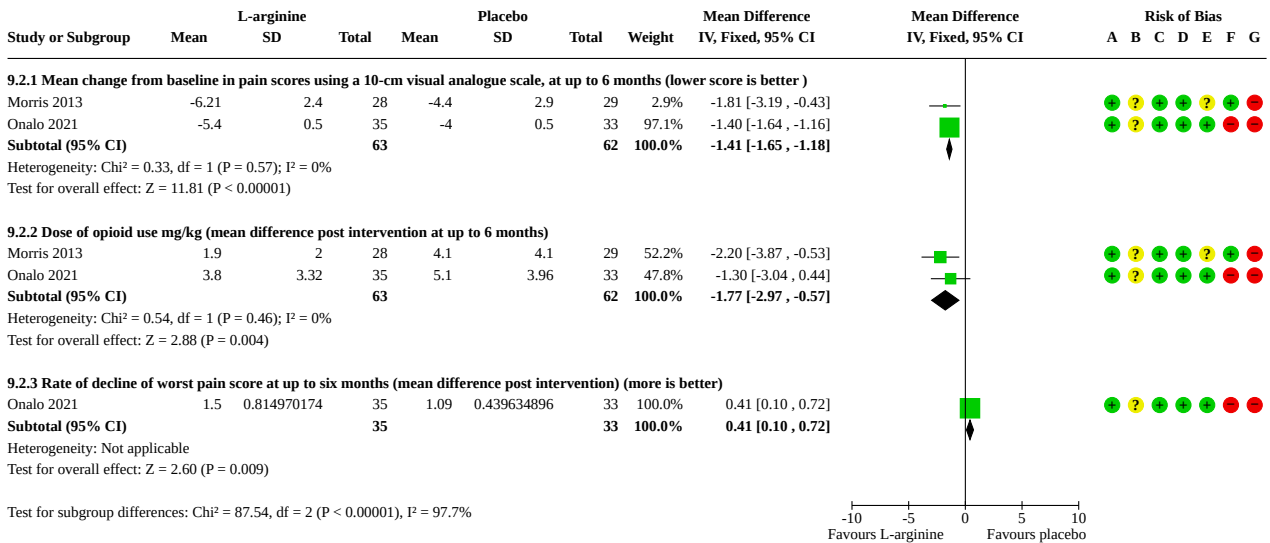 L-arginine Placebo Mean Difference Mean Difference Risk of Bias
Study or Subgroup Mean SD Total Mean SD Total Weight IV, Fixed, 95% CI IV, Fixed, 95% CI A B C D E F G
9.2.1 Mean change from baseline in pain scores using a 10-cm visual analogue scale, at up to 6 months (lower score is better )
Morris 2013 -6.21 2.4 28 -4.4 2.9 29 2.9% -1.81 [-3.19 , -0.43] + ? + + ? + −
Onalo 2021 -5.4 0.5 35 -4 0.5 33 97.1% -1.40 [-1.64 , -1.16] + ? + + + − −
Subtotal (95% CI) 63 62 100.0% -1.41 [-1.65 , -1.18]
Heterogeneity: Chi² = 0.33, df = 1 (P = 0.57); I² = 0%
Test for overall effect: Z = 11.81 (P < 0.00001)
9.2.2 Dose of opioid use mg/kg (mean difference post intervention at up to 6 months)
Morris 2013 1.9 2 28 4.1 4.1 29 52.2% -2.20 [-3.87 , -0.53] + ? + + ? + −
Onalo 2021 3.8 3.32 35 5.1 3.96 33 47.8% -1.30 [-3.04 , 0.44] + ? + + + − −
Subtotal (95% CI) 63 62 100.0% -1.77 [-2.97 , -0.57]
Heterogeneity: Chi² = 0.54, df = 1 (P = 0.46); I² = 0%
Test for overall effect: Z = 2.88 (P = 0.004)
9.2.3 Rate of decline of worst pain score at up to six months (mean difference post intervention) (more is better)
Onalo 2021 1.5 0.814970174 35 1.09 0.439634896 33 100.0% 0.41 [0.10 , 0.72] + ? + + + − −
Subtotal (95% CI) 35 33 100.0% 0.41 [0.10 , 0.72]
Heterogeneity: Not applicable
Test for overall effect: Z = 2.60 (P = 0.009)
Test for subgroup differences: Chi² = 87.54, df = 2 (P < 0.00001), I² = 97.7%
-10 -5 0 5 10
Favours L-arginine Favours placebo